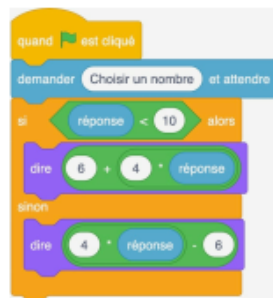 quand est cliqué
demander Choisir un nombre et attendre
si réponse < 10 alors
dire 6 + 4 * réponse
sinon
dire 4 * réponse - 6